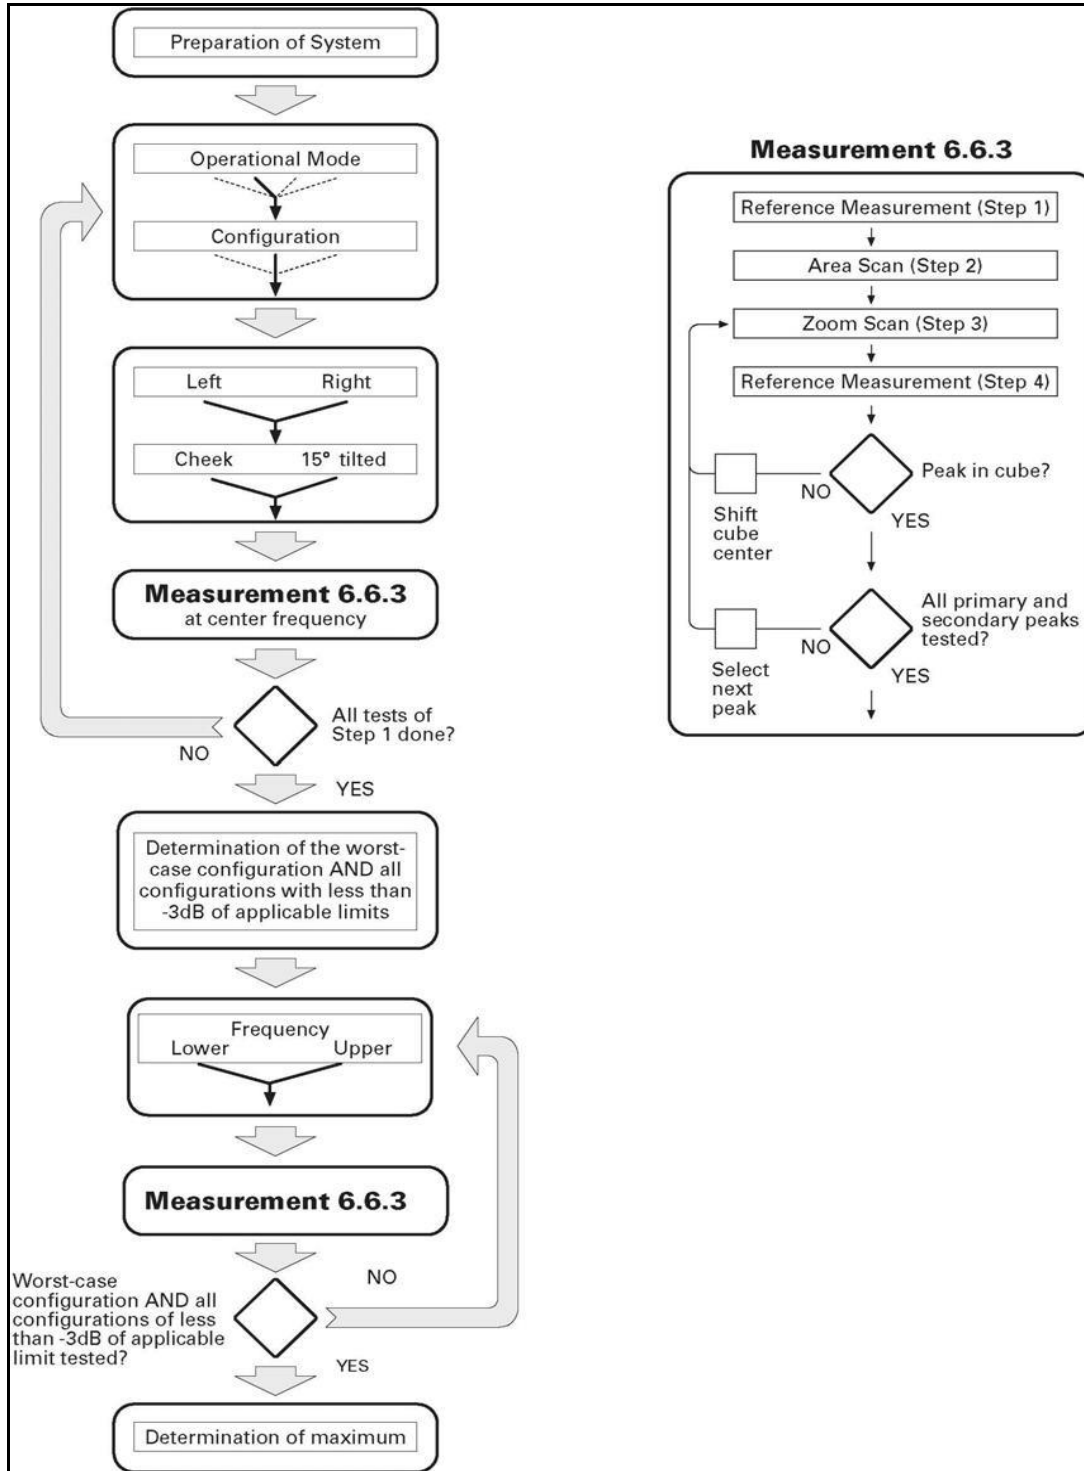 Preparation of System
Operational Mode
Configuration
Left Right
Cheek 15° tilted
Measurement 6.6.3
at center frequency
All tests of
Step 1 done?
NO
YES
Determination of the worst-
case configuration AND all
configurations with less than
-3dB of applicable limits
Frequency
Lower Upper
Measurement 6.6.3
Worst-case
configuration AND all
configurations of less
than -3dB of applicable
limit tested?
NO
YES
Determination of maximum
Measurement 6.6.3
Reference Measurement (Step 1)
Area Scan (Step 2)
Zoom Scan (Step 3)
Reference Measurement (Step 4)
Peak in cube?
NO
YES
Shift
cube
center
All primary and
secondary peaks
tested?
NO
YES
Select
next
peak